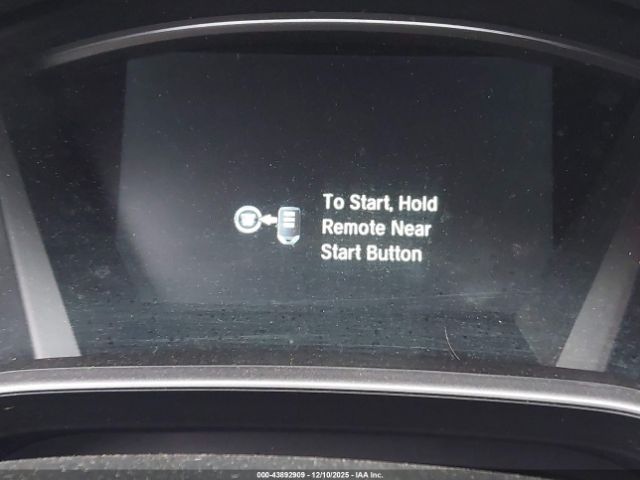 To Start, Hold
Remote Near
Start Button
000-43892909 • 12/10/2025 • IAA Inc.